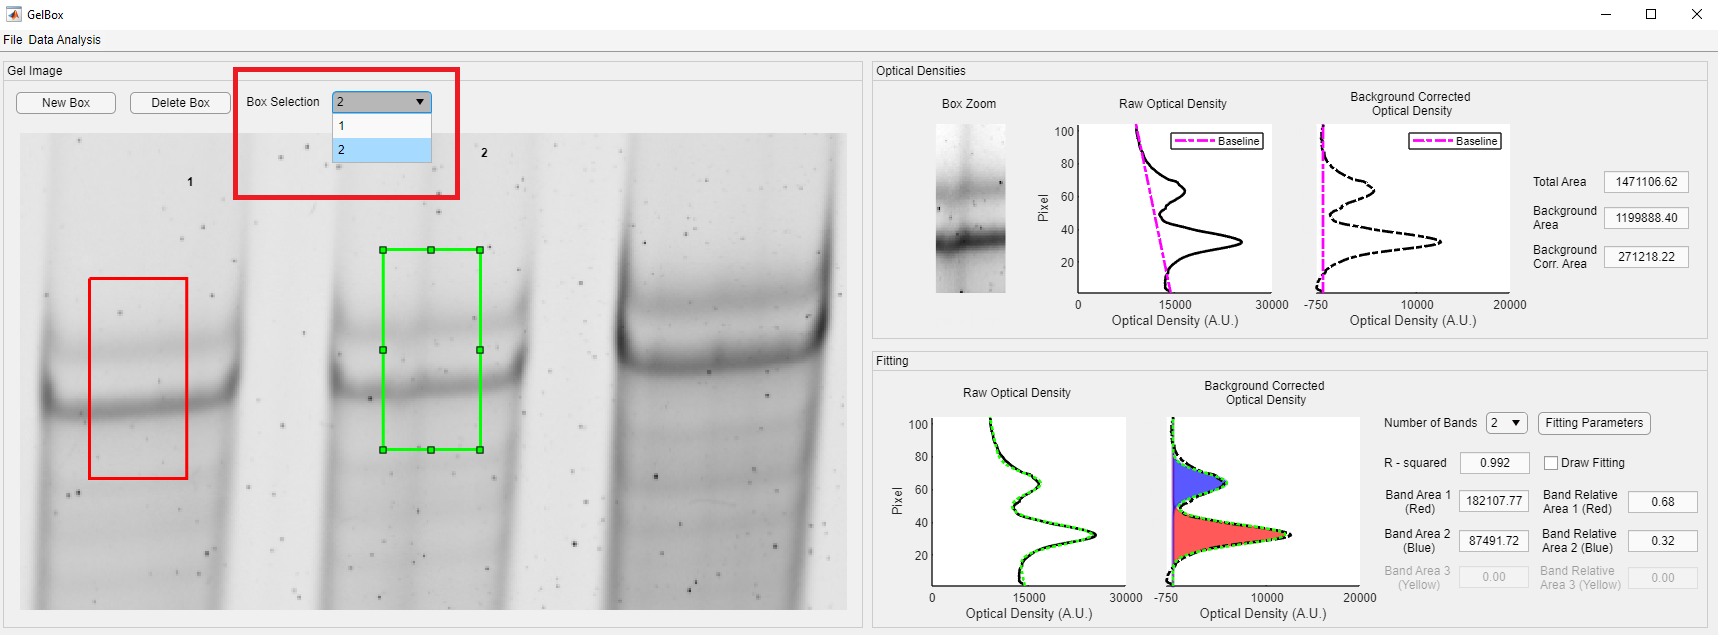 GelBox
File Data Analysis
Gel Image
New Box
Delete Box
Box Selection
2
1
2
1
2
Optical Densities
Box Zoom
Raw Optical Density
Baseline
100
80
60
40
20
Pixel
0
15000
30000
Optical Density (A.U.)
Background Corrected
Optical Density
Baseline
-750
10000
20000
Optical Density (A.U.)
Total Area
1471106.62
Background
Area
1199888.40
Background
Corr. Area
271218.22
Fitting
Raw Optical Density
100
80
60
40
20
Pixel
0
15000
30000
Optical Density (A.U.)
Background Corrected
Optical Density
-750
10000
20000
Optical Density (A.U.)
Number of Bands
2
Fitting Parameters
R - squared
0.992
Draw Fitting
Band Area 1
(Red)
182107.77
Band Relative
Area 1 (Red)
0.68
Band Area 2
(Blue)
87491.72
Band Relative
Area 2 (Blue)
0.32
Band Area 3
(Yellow)
0.00
Band Relative
Area 3 (Yellow)
0.00